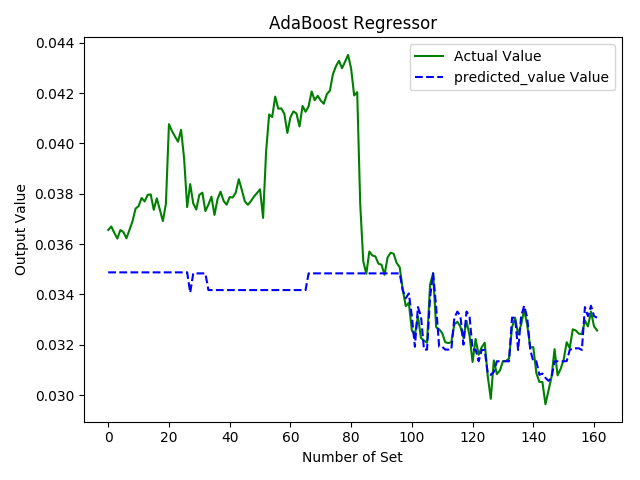 AdaBoost Regressor
Actual Value
predicted_value Value
Output Value
0.044
0.042
0.040
0.038
0.036
0.034
0.032
0.030
0 20 40 60 80 100 120 140 160
Number of Set